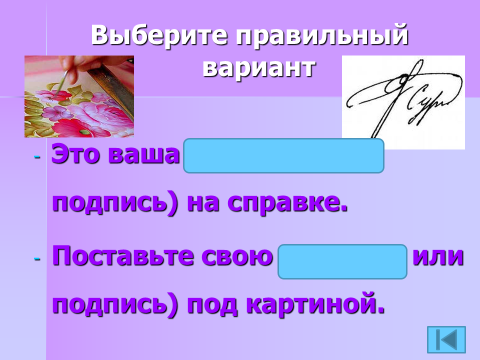 Выберите правильный
вариант
- Это ваша
подпись) на справке.
- Поставьте свою или
подпись) под картиной.